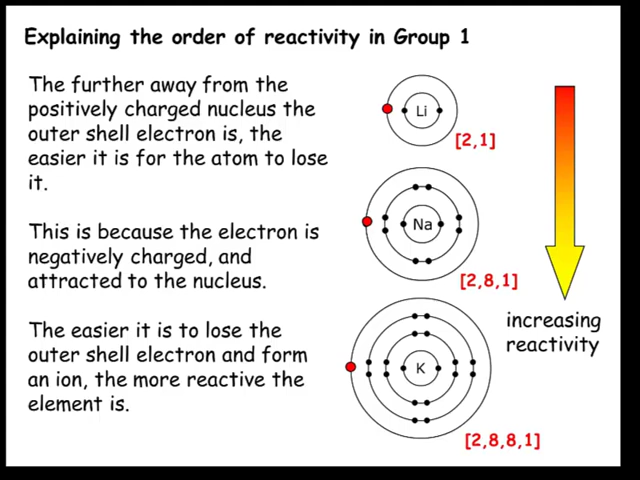 Explaining the order of reactivity in Group 1
The further away from the
positively charged nucleus the
outer shell electron is, the
easier it is for the atom to lose
it.
This is because the electron is
negatively charged, and
attracted to the nucleus.
The easier it is to lose the
outer shell electron and form
an ion, the more reactive the
element is.
Li
[2,1]
Na
[2,8,1]
K
[2,8,8,1]
increasing
reactivity